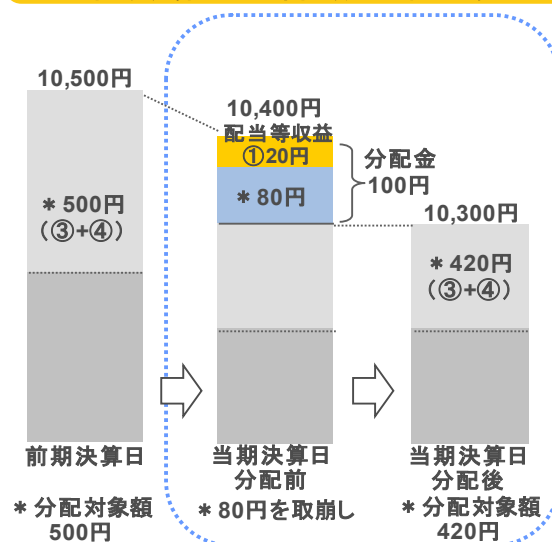 10,500円
10,400円
配当等収益
①20円
分配金
100円
＊80円
10,300円
＊500円
（③+④）
＊420円
（③+④）
前期決算日
当期決算日
分配前
当期決算日
分配後
＊分配対象額
500円
＊80円を取崩し
＊分配対象額
420円